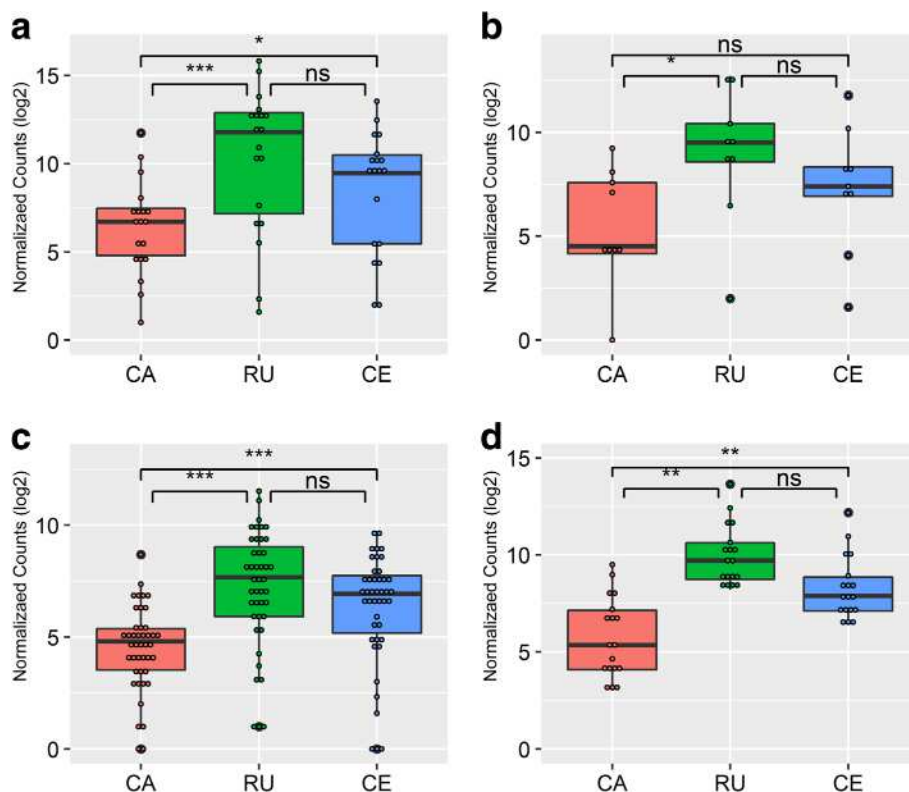 a
*
***
ns
Normalizaed Counts (log2)
15
10
5
0
CA RU CE
b
ns
*
ns
Normalizaed Counts (log2)
10
5
0
CA RU CE
c
***
***
ns
Normalizaed Counts (log2)
10
5
0
CA RU CE
d
**
**
ns
Normalizaed Counts (log2)
15
10
5
0
CA RU CE